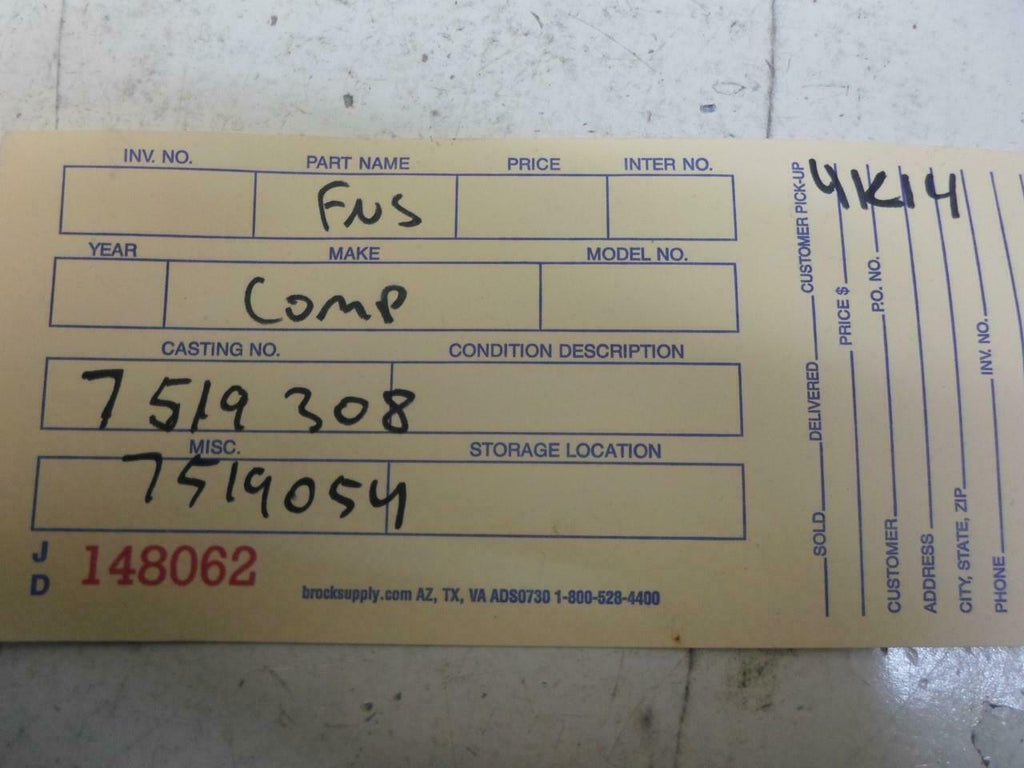 INV. NO. PART NAME PRICE INTER NO.
FNS
YEAR MAKE MODEL NO.
COMP
CASTING NO. CONDITION DESCRIPTION
7519 308
MISC. STORAGE LOCATION
7519054
J D 148062
brocksupply.com AZ, TX, VA ADS0730 1-800-528-4400
4K14
SOLD DELIVERED CUSTOMER PICK-UP
PRICE $
CUSTOMER P.O. NO.
ADDRESS
CITY, STATE, ZIP
PHONE INV. NO.